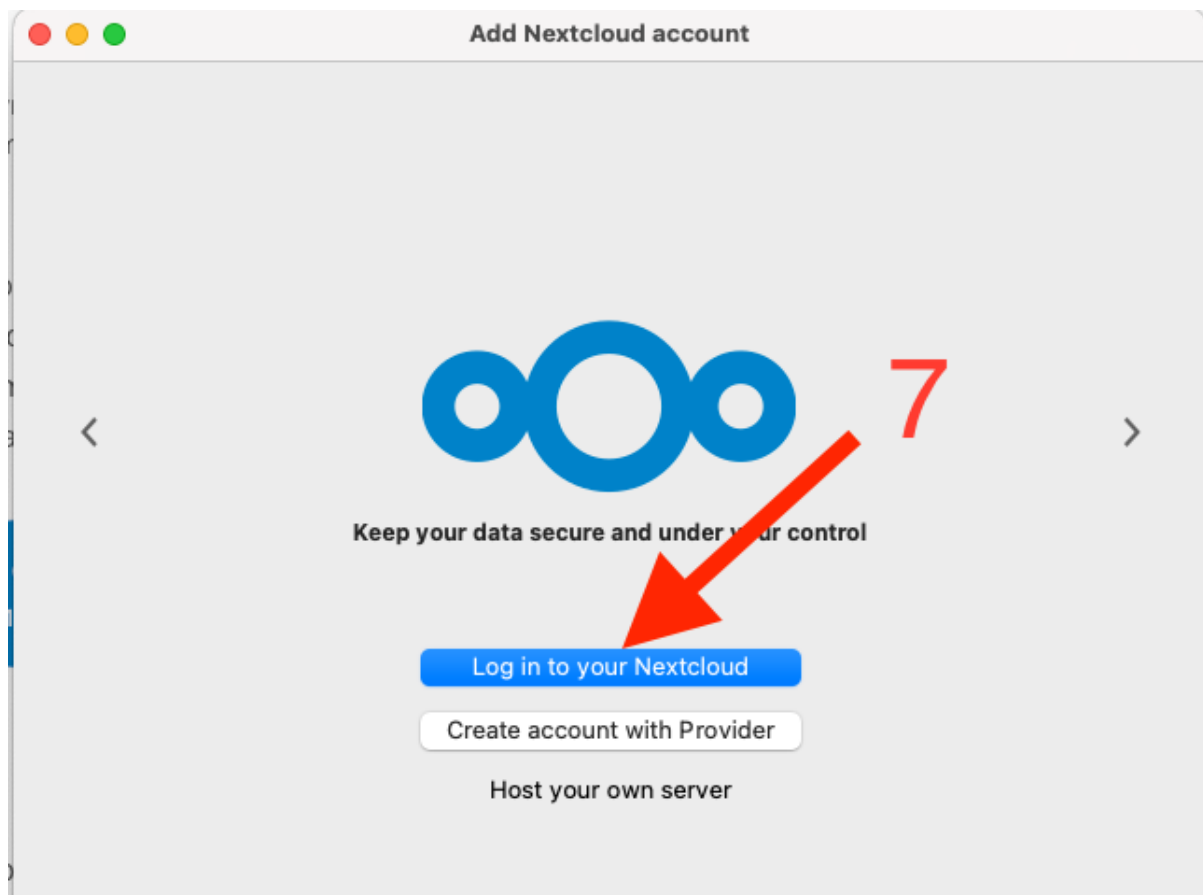 Add Nextcloud account
7
Keep your data secure and under your control
Log in to your Nextcloud
Create account with Provider
Host your own server